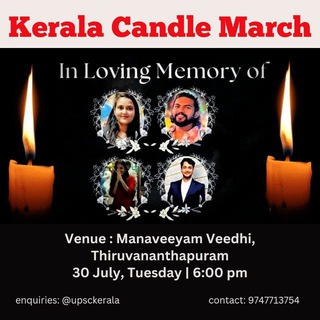 Kerala Candle March
In Loving Memory of
Venue : Manaveeyam Veedhi,
Thiruvananthapuram
30 July, Tuesday | 6:00 pm
enquiries: @upsckerala contact: 9747713754